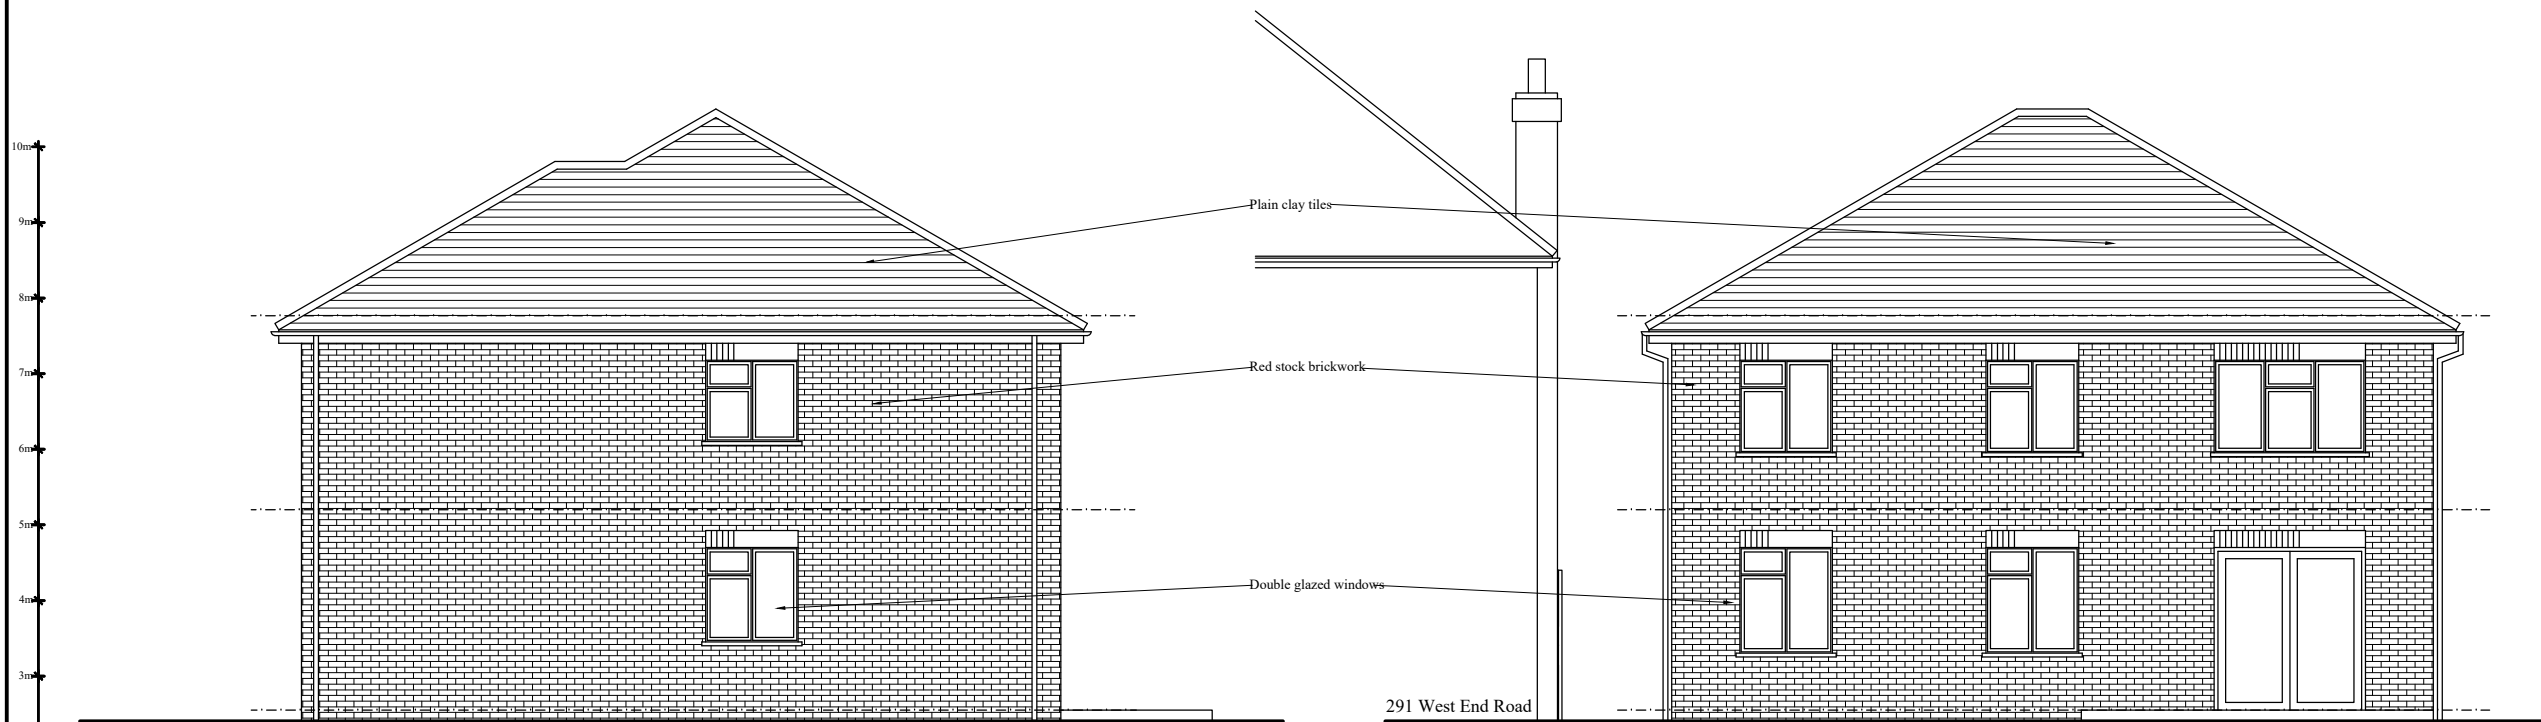 10m
9m
8m
7m
6m
5m
4m
3m
Plain clay tiles
Red stock brickwork
Double glazed windows
291 West End Road